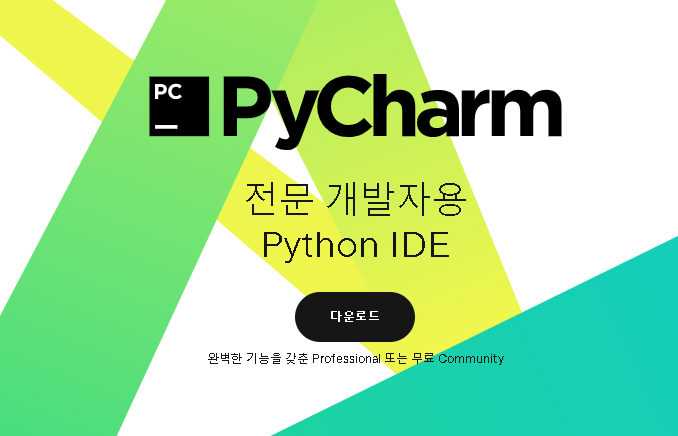 PC
PyCharm
전문 개발자용
Python IDE
다운로드
완벽한 기능을 갖춘 Professional 또는 무료 Community